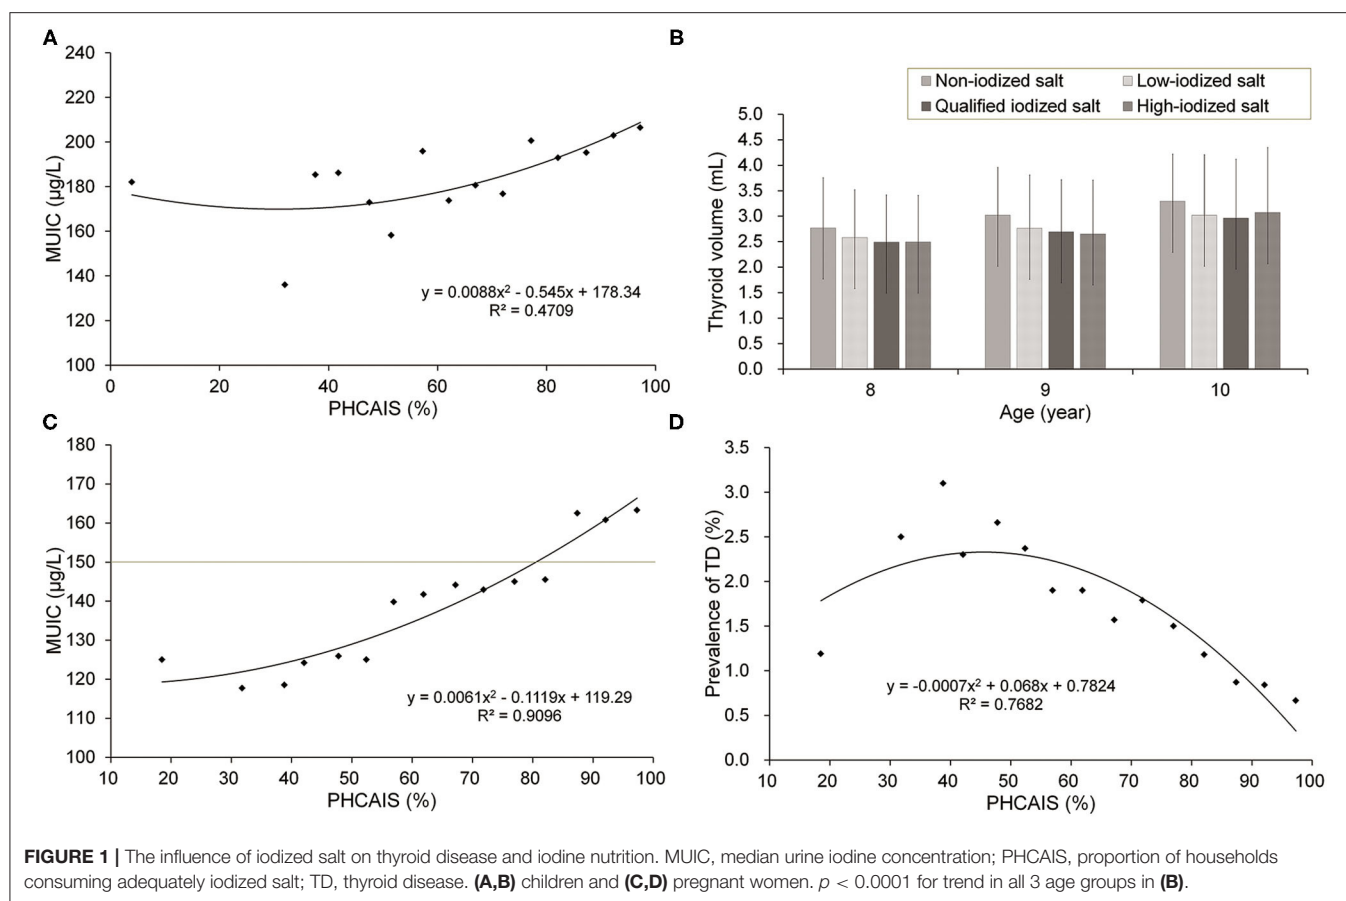 A
240
220
200
180
160
140
120
100
MUIC (µg/L)
y = 0.0088x² - 0.545x + 178.34
R² = 0.4709
0 20 40 60 80 100
PHCAIS (%)
B
Non-iodized salt Low-iodized salt
Qualified iodized salt High-iodized salt
5.0
4.5
4.0
3.5
3.0
2.5
2.0
1.5
1.0
0.5
0.0
Thyroid volume (mL)
8 9 10
Age (year)
C
180
170
160
150
140
130
120
110
100
MUIC (µg/L)
y = 0.0061x² - 0.1119x + 119.29
R² = 0.9096
10 20 30 40 50 60 70 80 90 100
PHCAIS (%)
D
3.5
3.0
2.5
2.0
1.5
1.0
0.5
0.0
Prevalence of TD (%)
y = -0.0007x² + 0.068x + 0.7824
R² = 0.7682
10 20 30 40 50 60 70 80 90 100
PHCAIS (%)
FIGURE 1 | The influence of iodized salt on thyroid disease and iodine nutrition. MUIC, median urine iodine concentration; PHCAIS, proportion of households
consuming adequately iodized salt; TD, thyroid disease. (A,B) children and (C,D) pregnant women. p < 0.0001 for trend in all 3 age groups in (B).